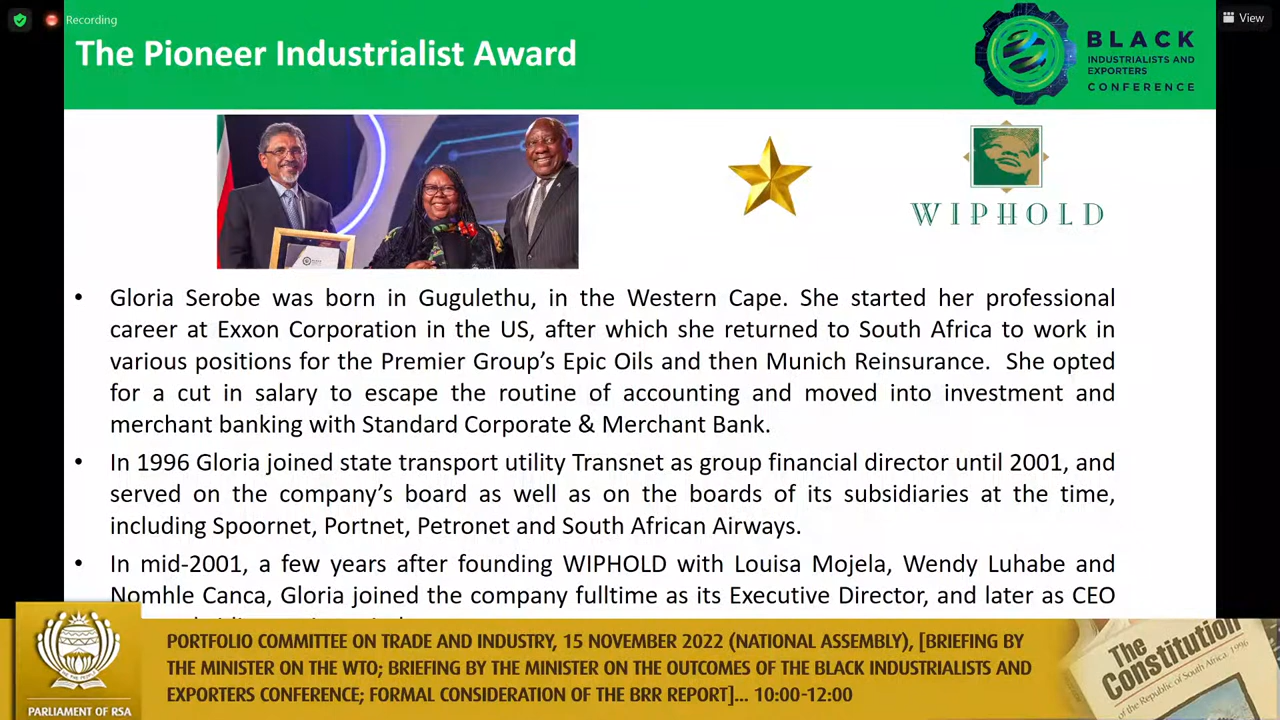 Recording
View
The Pioneer Industrialist Award
BLACK
INDUSTRIALISTS AND
EXPORTERS
CONFERENCE
WIPHOLD
• Gloria Serobe was born in Gugulethu, in the Western Cape. She started her professional
career at Exxon Corporation in the US, after which she returned to South Africa to work in
various positions for the Premier Group’s Epic Oils and then Munich Reinsurance. She opted
for a cut in salary to escape the routine of accounting and moved into investment and
merchant banking with Standard Corporate & Merchant Bank.
• In 1996 Gloria joined state transport utility Transnet as group financial director until 2001, and
served on the company’s board as well as on the boards of its subsidiaries at the time,
including Spoornet, Portnet, Petronet and South African Airways.
• In mid-2001, a few years after founding WIPHOLD with Louisa Mojela, Wendy Luhabe and
Nomhle Canca, Gloria joined the company fulltime as its Executive Director, and later as CEO
PORTFOLIO COMMITTEE ON TRADE AND INDUSTRY, 15 NOVEMBER 2022 (NATIONAL ASSEMBLY), [BRIEFING BY
THE MINISTER ON THE WTO; BRIEFING BY THE MINISTER ON THE OUTCOMES OF THE BLACK INDUSTRIALISTS AND
EXPORTERS CONFERENCE; FORMAL CONSIDERATION OF THE BRR REPORT]... 10:00-12:00
PARLIAMENT OF RSA
The
Constitution
of the Republic of South Africa, 1996